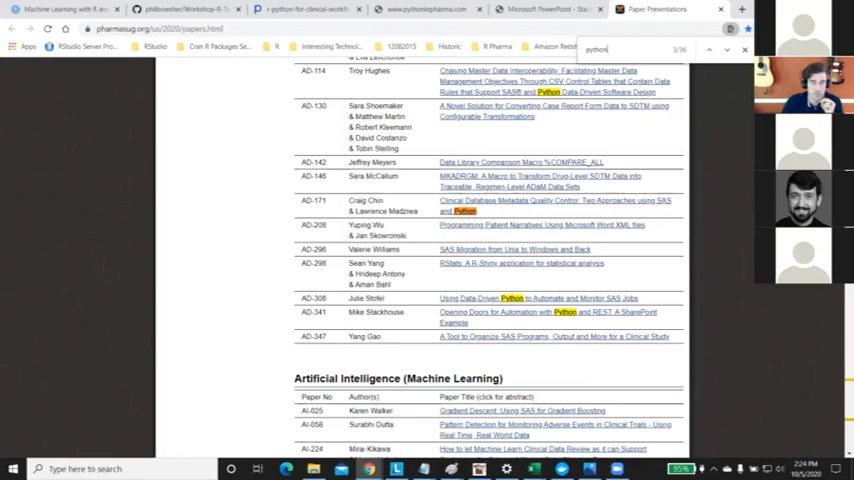 Machine Learning with R and
philbowsher/Workshop-R-T
r-python-for-clinical-workf
www.pythoninpharma.com
Microsoft PowerPoint - Stac
Paper Presentations
pharmasug.org/us/2020/papers.html
Apps
RStudio Server Pro
Cran R Packages Se
R
Interesting Technol
12082015
Historic
R Pharma
Amazon Redsh
python
3/36
AD-114 Troy Hughes Chasing Master Data Interoperability: Facilitating Master Data
Management Objectives Through CSV Control Tables that Contain Data
Rules that Support SAS® and Python Data-Driven Software Design
AD-130 Sara Shoemaker A Novel Solution for Converting Case Report Form Data to SDTM using
& Matthew Martin Configurable Transformations
& Robert Kleemann
& David Costanzo
& Tobin Stelling
AD-142 Jeffrey Meyers Data Library Comparison Macro %COMPARE_ALL
AD-146 Sara McCallum MKADRGM: A Macro to Transform Drug-Level SDTM Data into
Traceable, Regimen-Level ADaM Data Sets
AD-171 Craig Chin Clinical Database Metadata Quality Control: Two Approaches using SAS
& Lawrence Madziwa and Python
AD-208 Yuping Wu Programming Patient Narratives Using Microsoft Word XML files
& Jan Skowronski
AD-296 Valerie Williams SAS Migration from Unix to Windows and Back
AD-298 Sean Yang RStats: A R-Shiny application for statistical analysis
& Hrideep Antony
& Aman Bahl
AD-308 Julie Stofel Using Data-Driven Python to Automate and Monitor SAS Jobs
AD-341 Mike Stackhouse Opening Doors for Automation with Python and REST: A SharePoint
Example
AD-347 Yang Gao A Tool to Organize SAS Programs, Output and More for a Clinical Study
Artificial Intelligence (Machine Learning)
Paper No. Author(s) Paper Title (click for abstract)
AI-025 Karen Walker Gradient Descent: Using SAS for Gradient Boosting
AI-058 Surabhi Dutta Pattern Detection for Monitoring Adverse Events in Clinical Trials - Using
Real Time, Real World Data
AI-224 Mirai Kikawa How to let Machine Learn Clinical Data Review as it can Support
Type here to search
95%
2:24 PM
10/5/2020